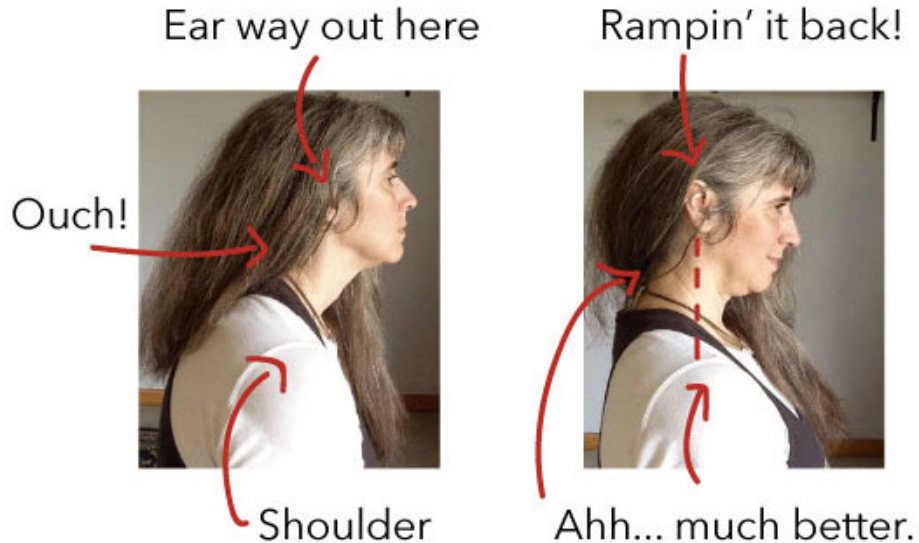 Ear way out here
Rampin’ it back!
Ouch!
Shoulder
Ahh... much better.